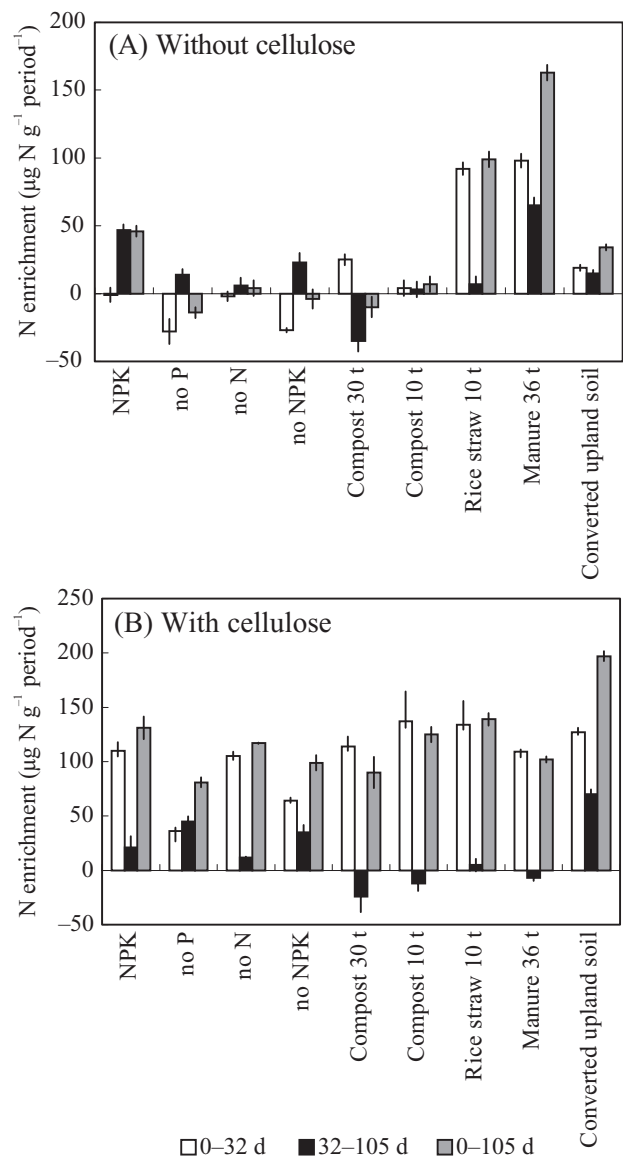 (A) Without cellulose
N enrichment (μg N g⁻¹ period⁻¹)
200
150
100
50
0
–50
NPK
no P
no N
no NPK
Compost 30 t
Compost 10 t
Rice straw 10 t
Manure 36 t
Converted upland soil
(B) With cellulose
N enrichment (μg N g⁻¹ period⁻¹)
250
200
150
100
50
0
–50
NPK
no P
no N
no NPK
Compost 30 t
Compost 10 t
Rice straw 10 t
Manure 36 t
Converted upland soil
0–32 d 32–105 d 0–105 d